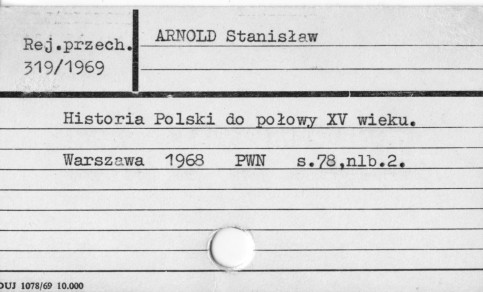 Rej.przech.
319/1969
ARNOLD Stanisław
Historia Polski do połowy XV wieku.
Warszawa 1968 PWN s.78,nlb.2.
DUJ 1078/69 10.000